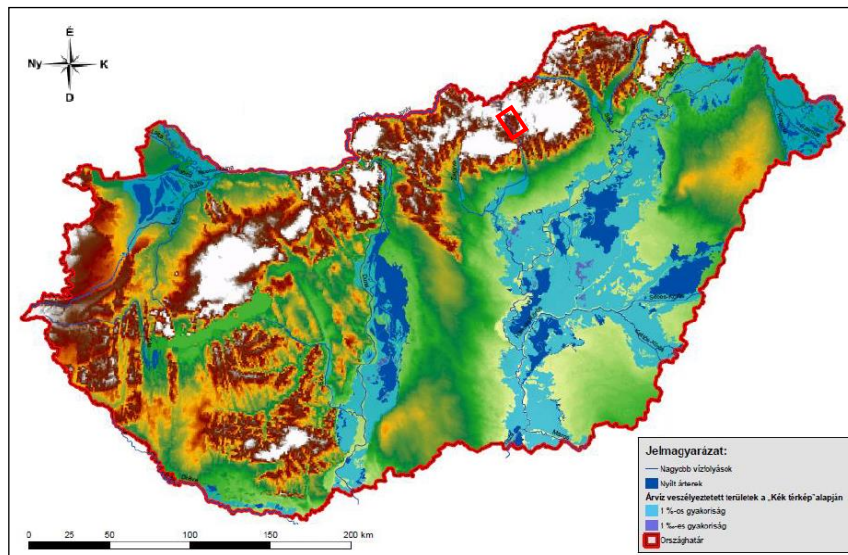 É
Ny
K
D
Duna
Jelmagyarázat:
Nagyobb vízfolyások
Nyílt árterek
Árvíz veszélyeztetett területek a „Kék térkép”alapján
1 %-os gyakoriság
1 ‰-es gyakoriság
Országhatár
0 50 100 150 200 km